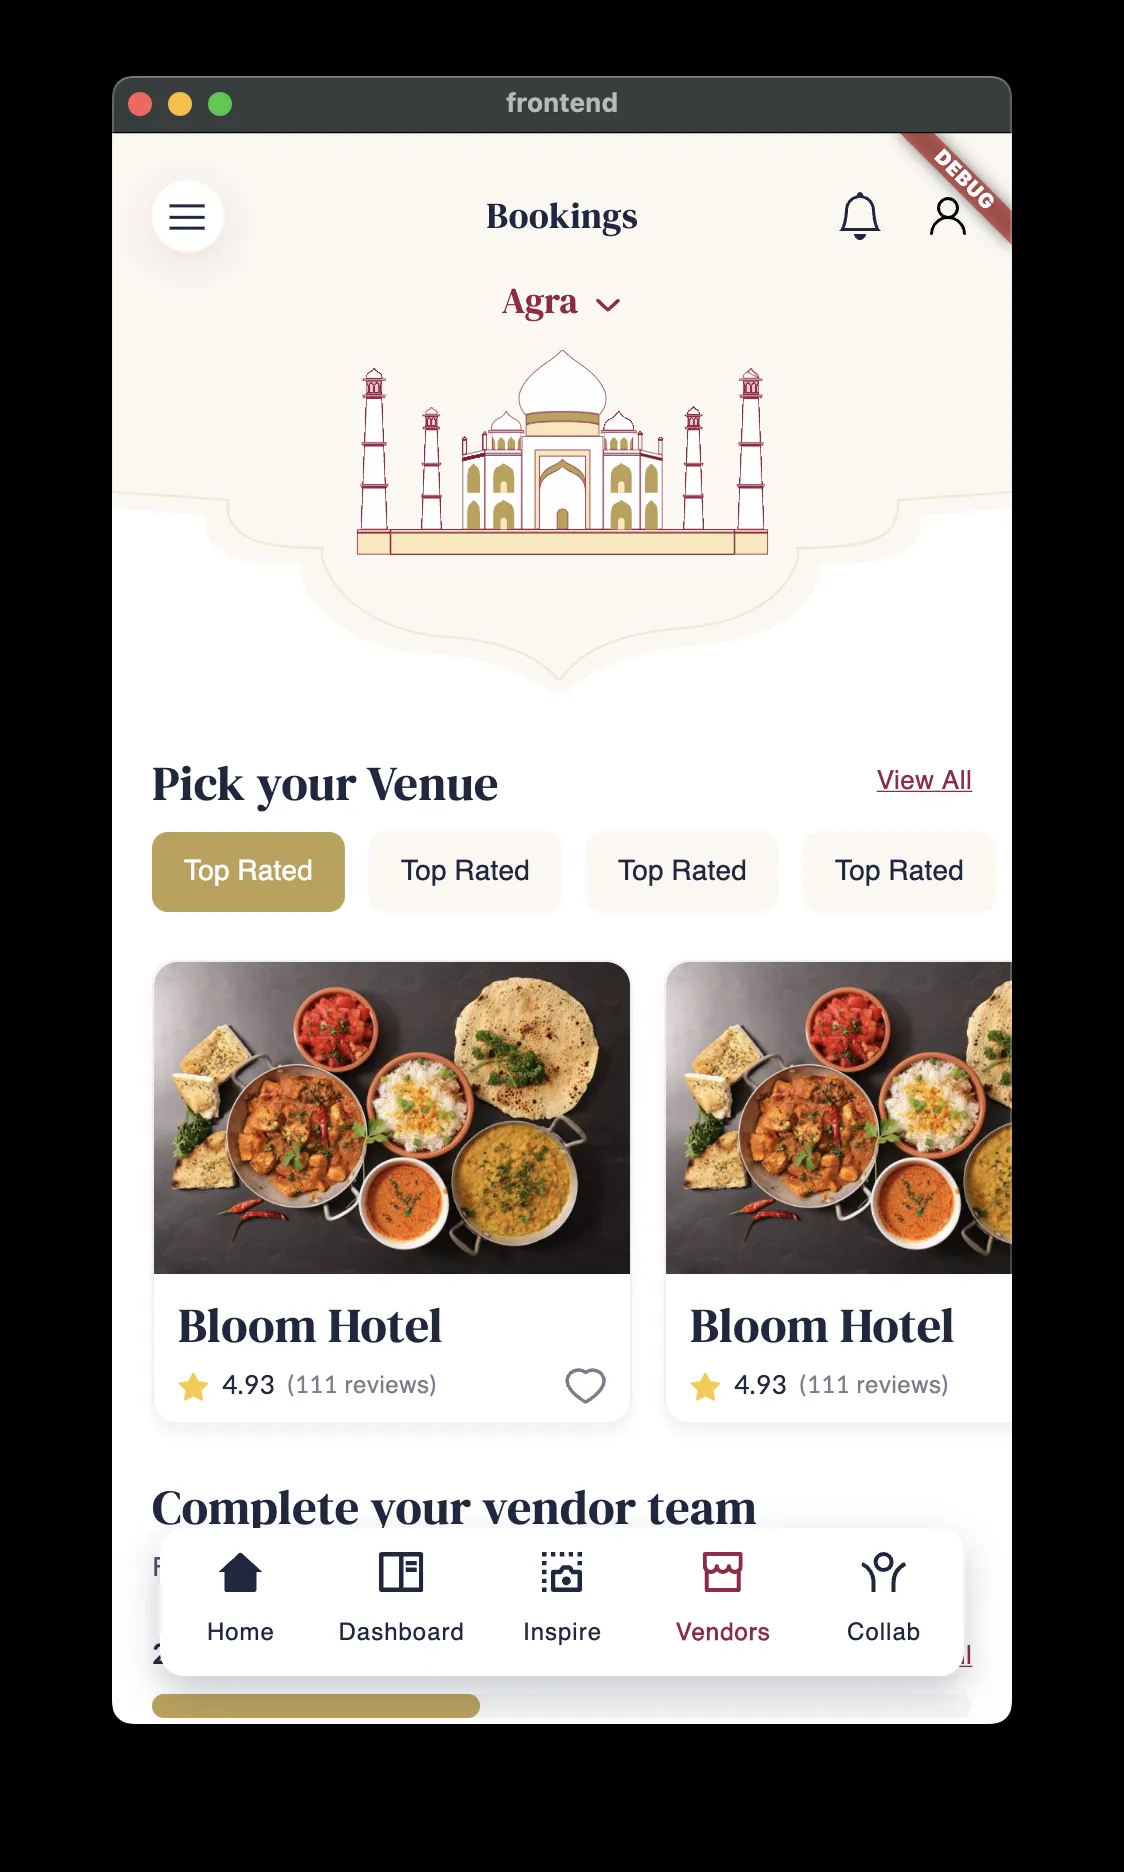 frontend
DEBUG
Bookings
Agra
Pick your Venue
View All
Top Rated
Top Rated
Top Rated
Top Rated
Bloom Hotel
4.93 (111 reviews)
Bloom Hotel
4.93 (111 reviews)
Complete your vendor team
Home
Dashboard
Inspire
Vendors
Collab